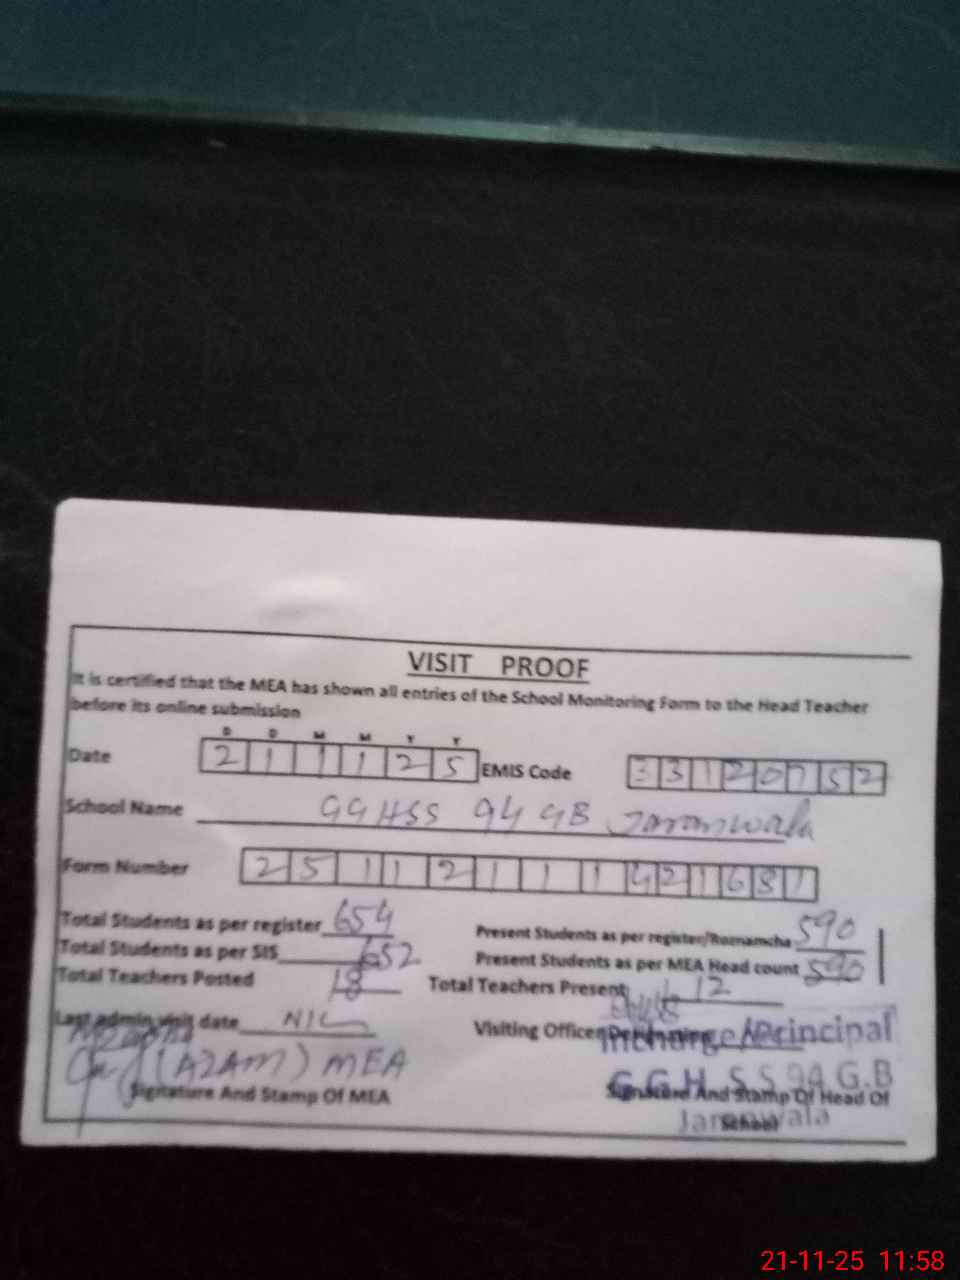 VISIT PROOF
It is certified that the MEA has shown all entries of the School Monitoring Form to the Head Teacher
before its online submission
D D M M Y Y
Date 2 1 1 1 2 5 EMIS Code 3 3 1 2 0 7 5 2
School Name GGHSS 94 GB Jaranwala
Form Number 2 5 1 1 2 1 1 1 4 2 1 6 8 1
Total Students as per register 654 Present Students as per register/Roznamcha 590
Total Students as per SIS 652 Present Students as per MEA Head count 590
Total Teachers Posted 18 Total Teachers Present 12
Last admin visit date NIL Visiting Officer
Incharge/Principal
(AZAM) MEA G.G.H.S.S 94 G.B
Signature And Stamp Of MEA Signature And Stamp Of Head Of
School
Jaranwala
21-11-25 11:58